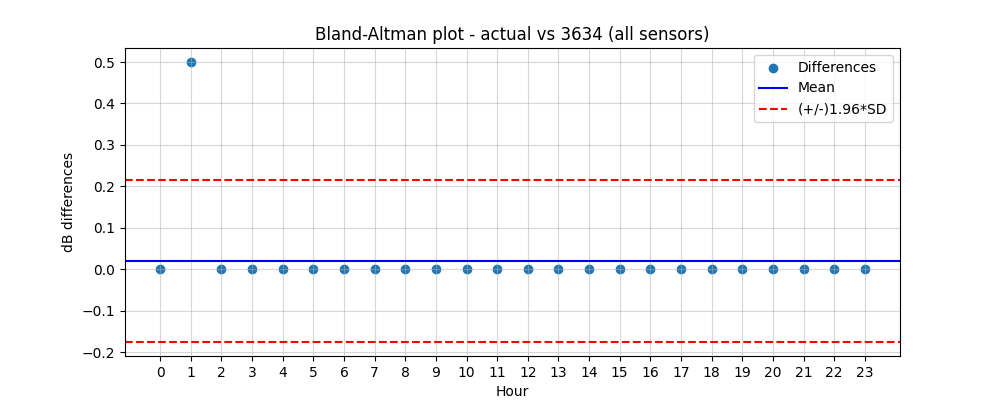 Bland-Altman plot - actual vs 3634 (all sensors)
Differences
Mean
(+/-)1.96*SD
dB differences
0.5
0.4
0.3
0.2
0.1
0.0
−0.1
−0.2
0 1 2 3 4 5 6 7 8 9 10 11 12 13 14 15 16 17 18 19 20 21 22 23
Hour